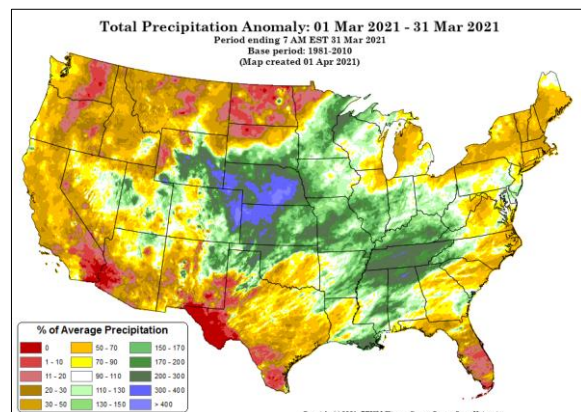 Total Precipitation Anomaly: 01 Mar 2021 - 31 Mar 2021
Period ending 7 AM EST 31 Mar 2021
Base period: 1981-2010
(Map created 01 Apr 2021)
% of Average Precipitation
0 50 - 70 150 - 170
1 - 10 70 - 90 170 - 200
11 - 20 90 - 110 200 - 300
20 - 30 110 - 130 300 - 400
30 - 50 130 - 150 > 400